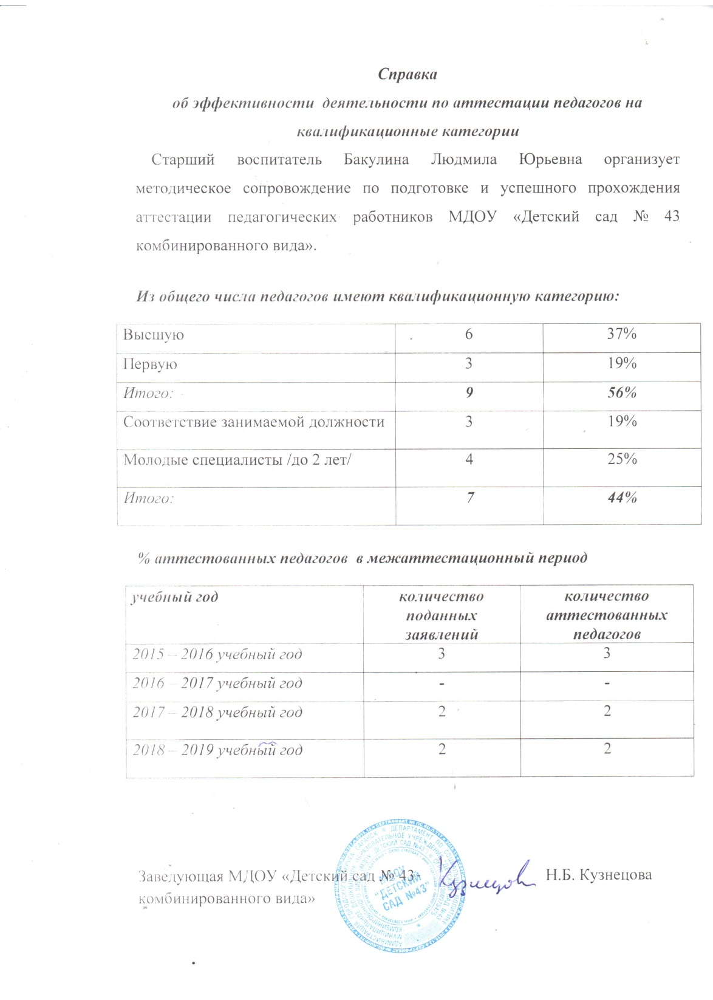 Справка
об эффективности деятельности по аттестации педагогов на
квалификационные категории
Старший воспитатель Бакулина Людмила Юрьевна организует
методическое сопровождение по подготовке и успешного прохождения
аттестации педагогических работников МДОУ «Детский сад № 43
комбинированного вида».
Из общего числа педагогов имеют квалификационную категорию:
Высшую 6 37%
Первую 3 19%
Итого: 9 56%
Соответствие занимаемой должности 3 19%
Молодые специалисты /до 2 лет/ 4 25%
Итого: 7 44%
% аттестованных педагогов в межаттестационный период
учебный год количество поданных заявлений количество аттестованных педагогов
2015 – 2016 учебный год 3 3
2016 – 2017 учебный год - -
2017 – 2018 учебный год 2 2
2018 – 2019 учебный год 2 2
Заведующая МДОУ «Детский сад № 43- Кузнецова Н.Б. Кузнецова
комбинированного вида»
МДОУ
"ДЕТСКИЙ
САД №43"